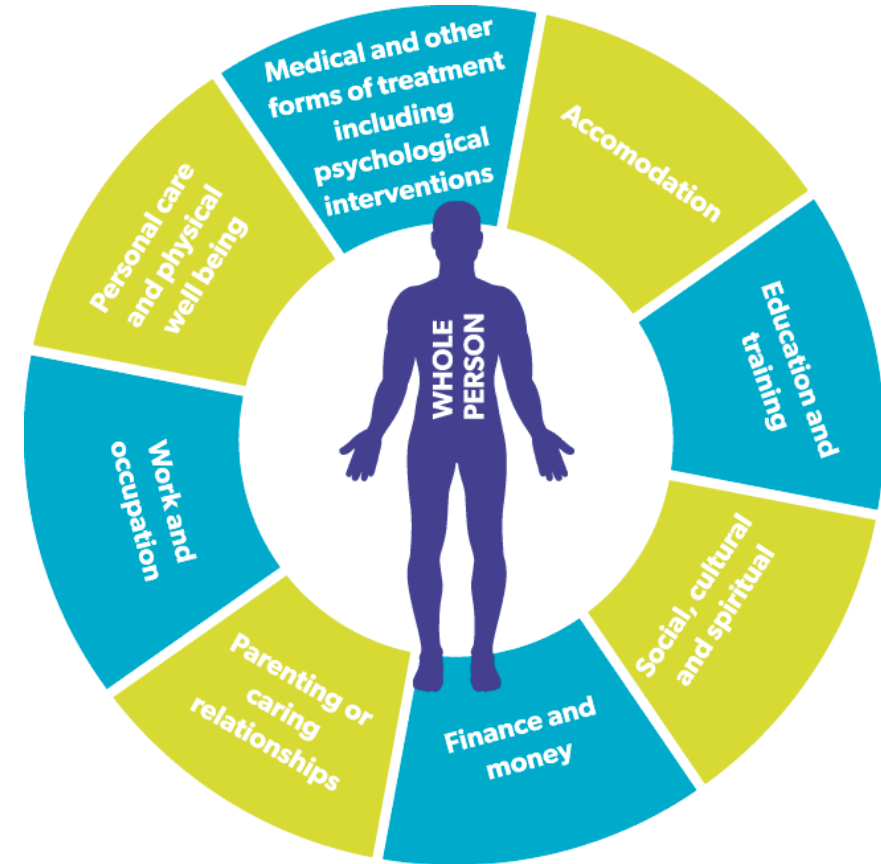 Medical and other
forms of treatment
including
psychological
interventions
Accomodation
Education and
training
Social, cultural
and spiritual
Finance and
money
Parenting or
caring
relationships
Work and
occupation
Personal care
and physical
well being
WHOLE
PERSON